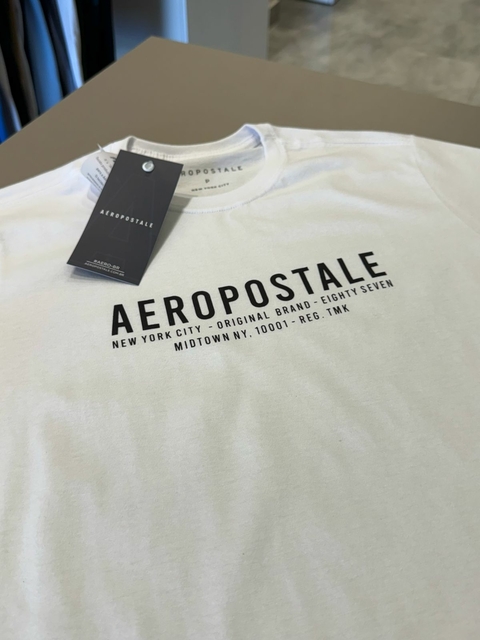 AEROPOSTALE
P
NEW YORK CITY
AEROPOSTALE
AEROPOSTALE
NEW YORK CITY - ORIGINAL BRAND - EIGHTY SEVEN
MIDTOWN NY, 10001 - REG. TMK